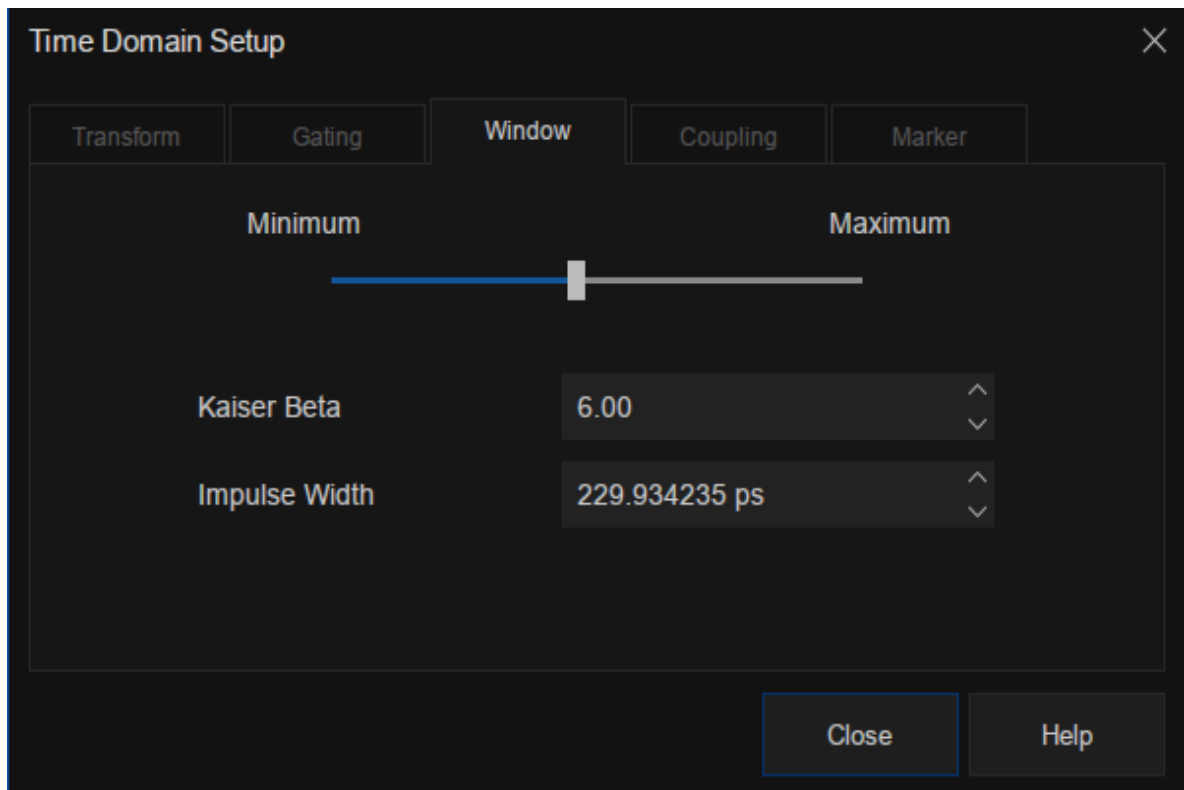 Time Domain Setup
Transform Gating Window Coupling Marker
Minimum Maximum
Kaiser Beta 6.00
Impulse Width 229.934235 ps
Close Help